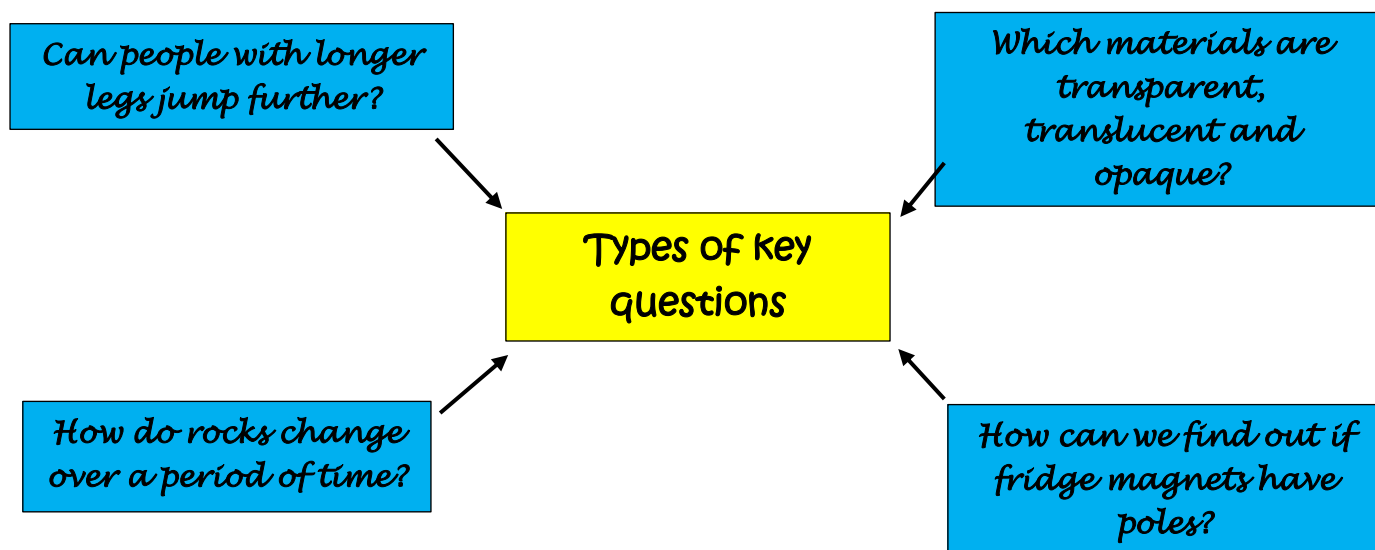 Can people with longer
legs jump further?
Which materials are
transparent,
translucent and
opaque?
Types of key
questions
How do rocks change
over a period of time?
How can we find out if
fridge magnets have
poles?